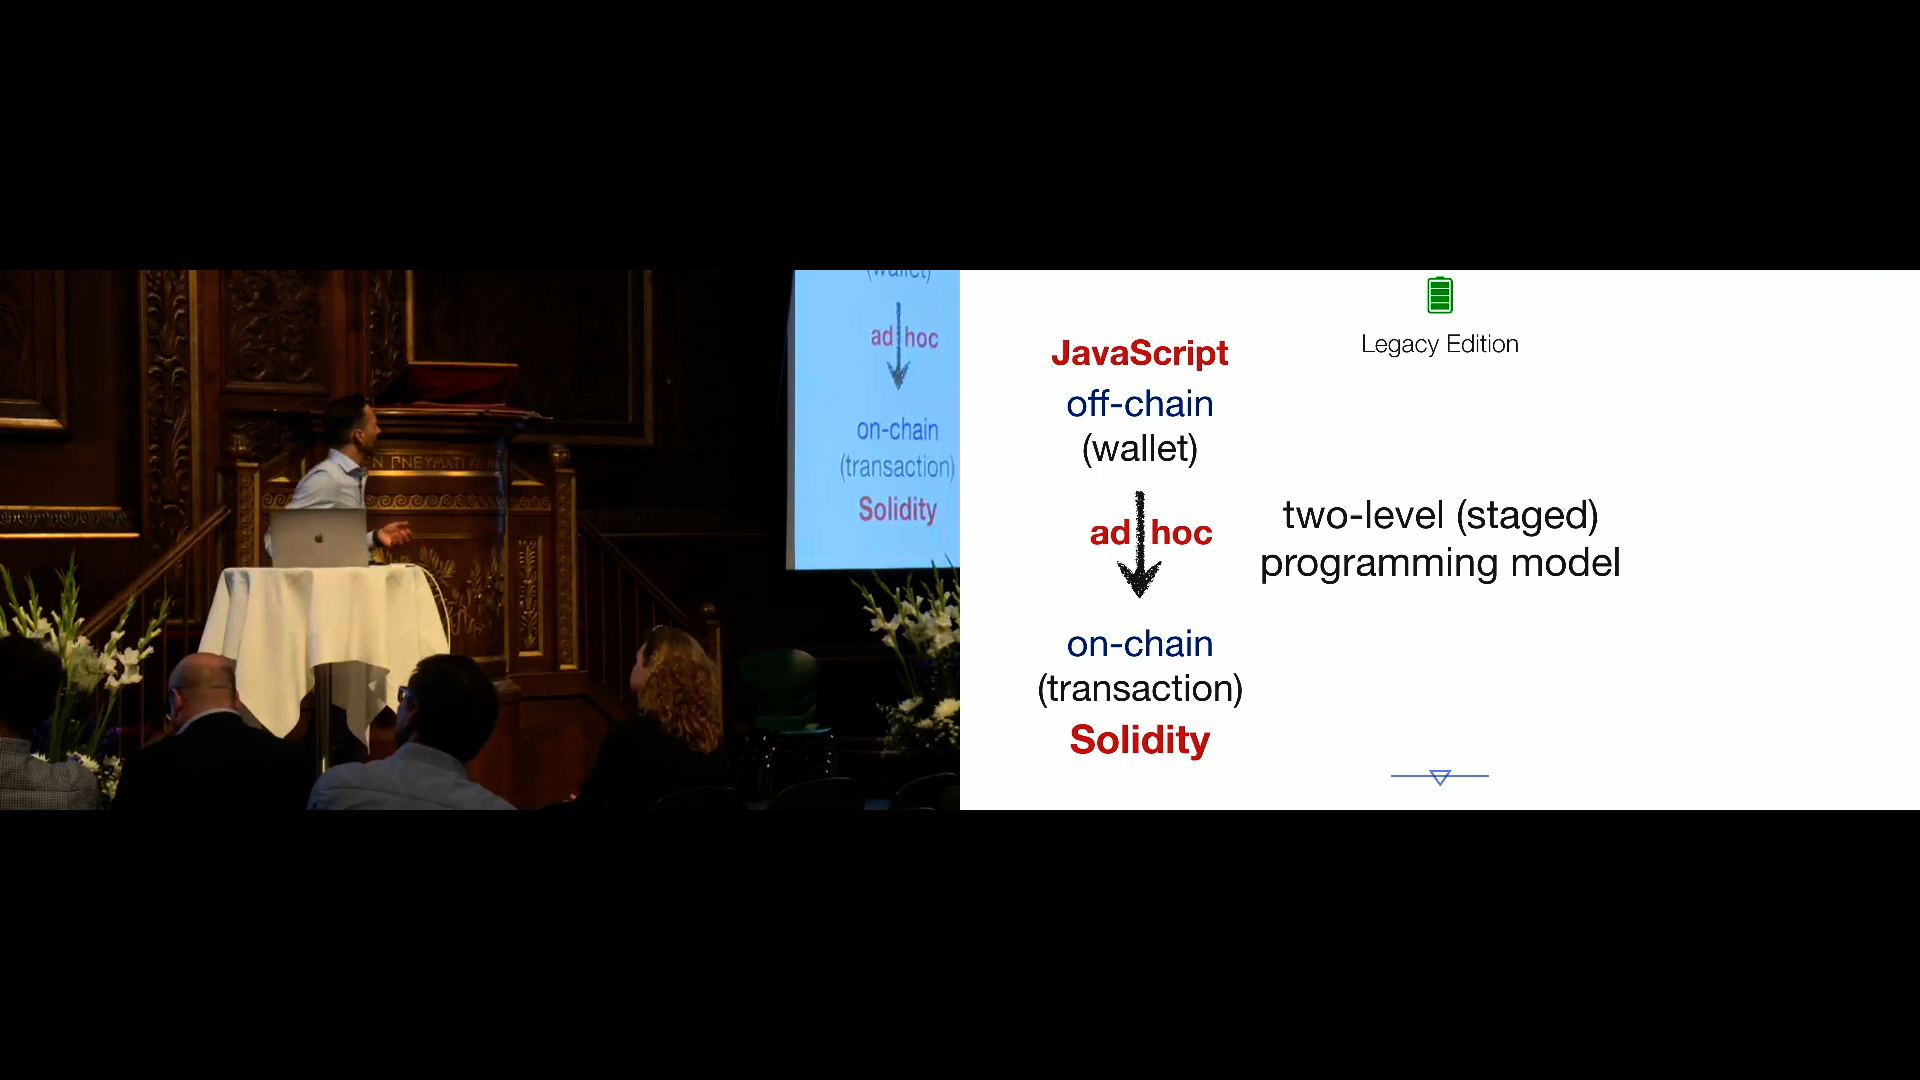 (wallet)
ad hoc
on-chain
(transaction)
Solidity
Legacy Edition
JavaScript
off-chain
(wallet)
ad hoc
two-level (staged)
programming model
on-chain
(transaction)
Solidity